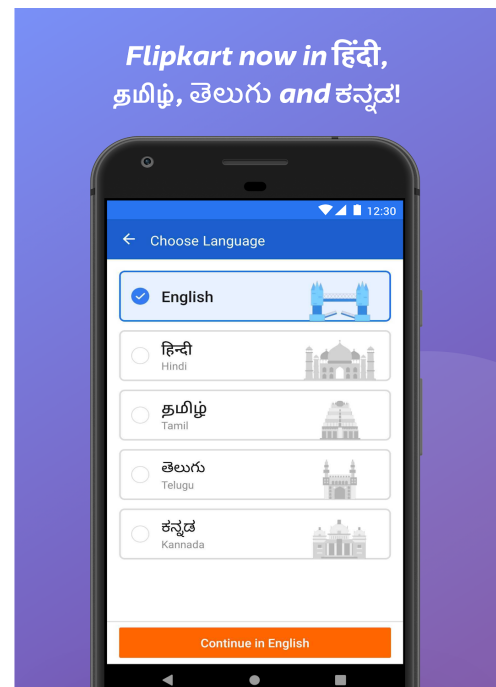 Flipkart now in हिंदी,
தமிழ், తెలుగు and ಕನ್ನಡ!
12:30
Choose Language
English
हिन्दी
Hindi
தமிழ்
Tamil
తెలుగు
Telugu
ಕನ್ನಡ
Kannada
Continue in English